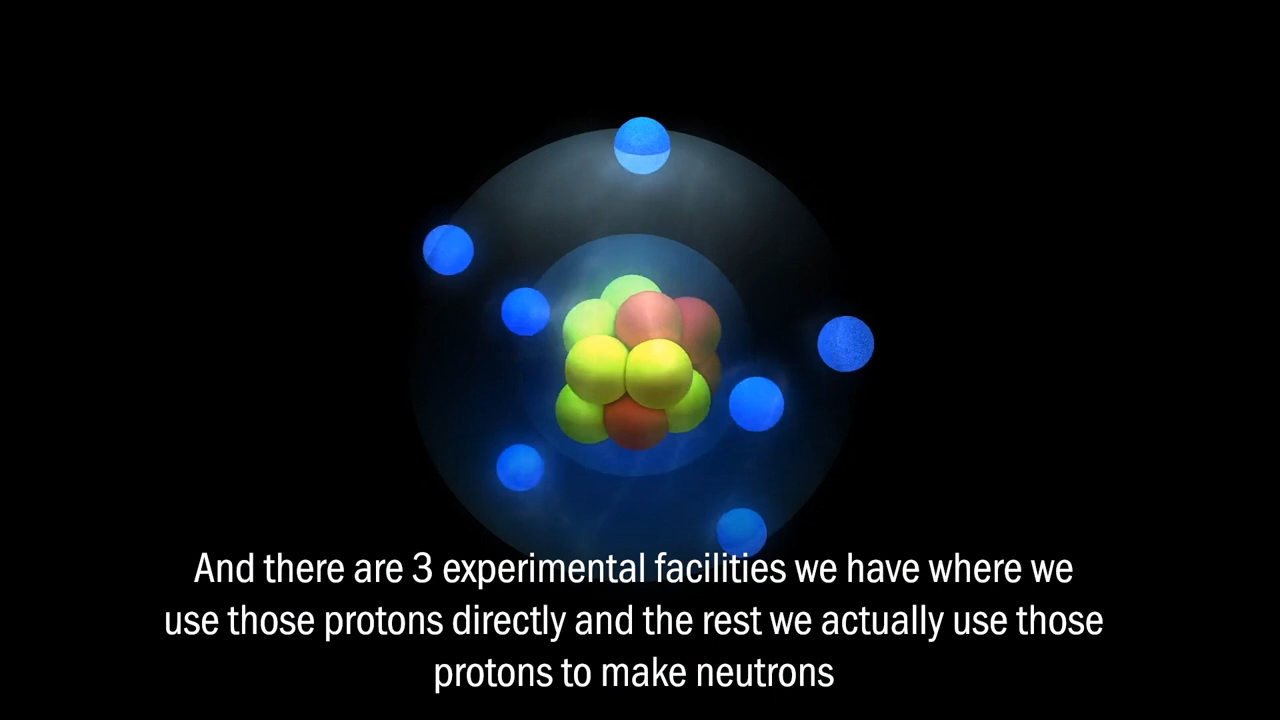 And there are 3 experimental facilities we have where we
use those protons directly and the rest we actually use those
protons to make neutrons